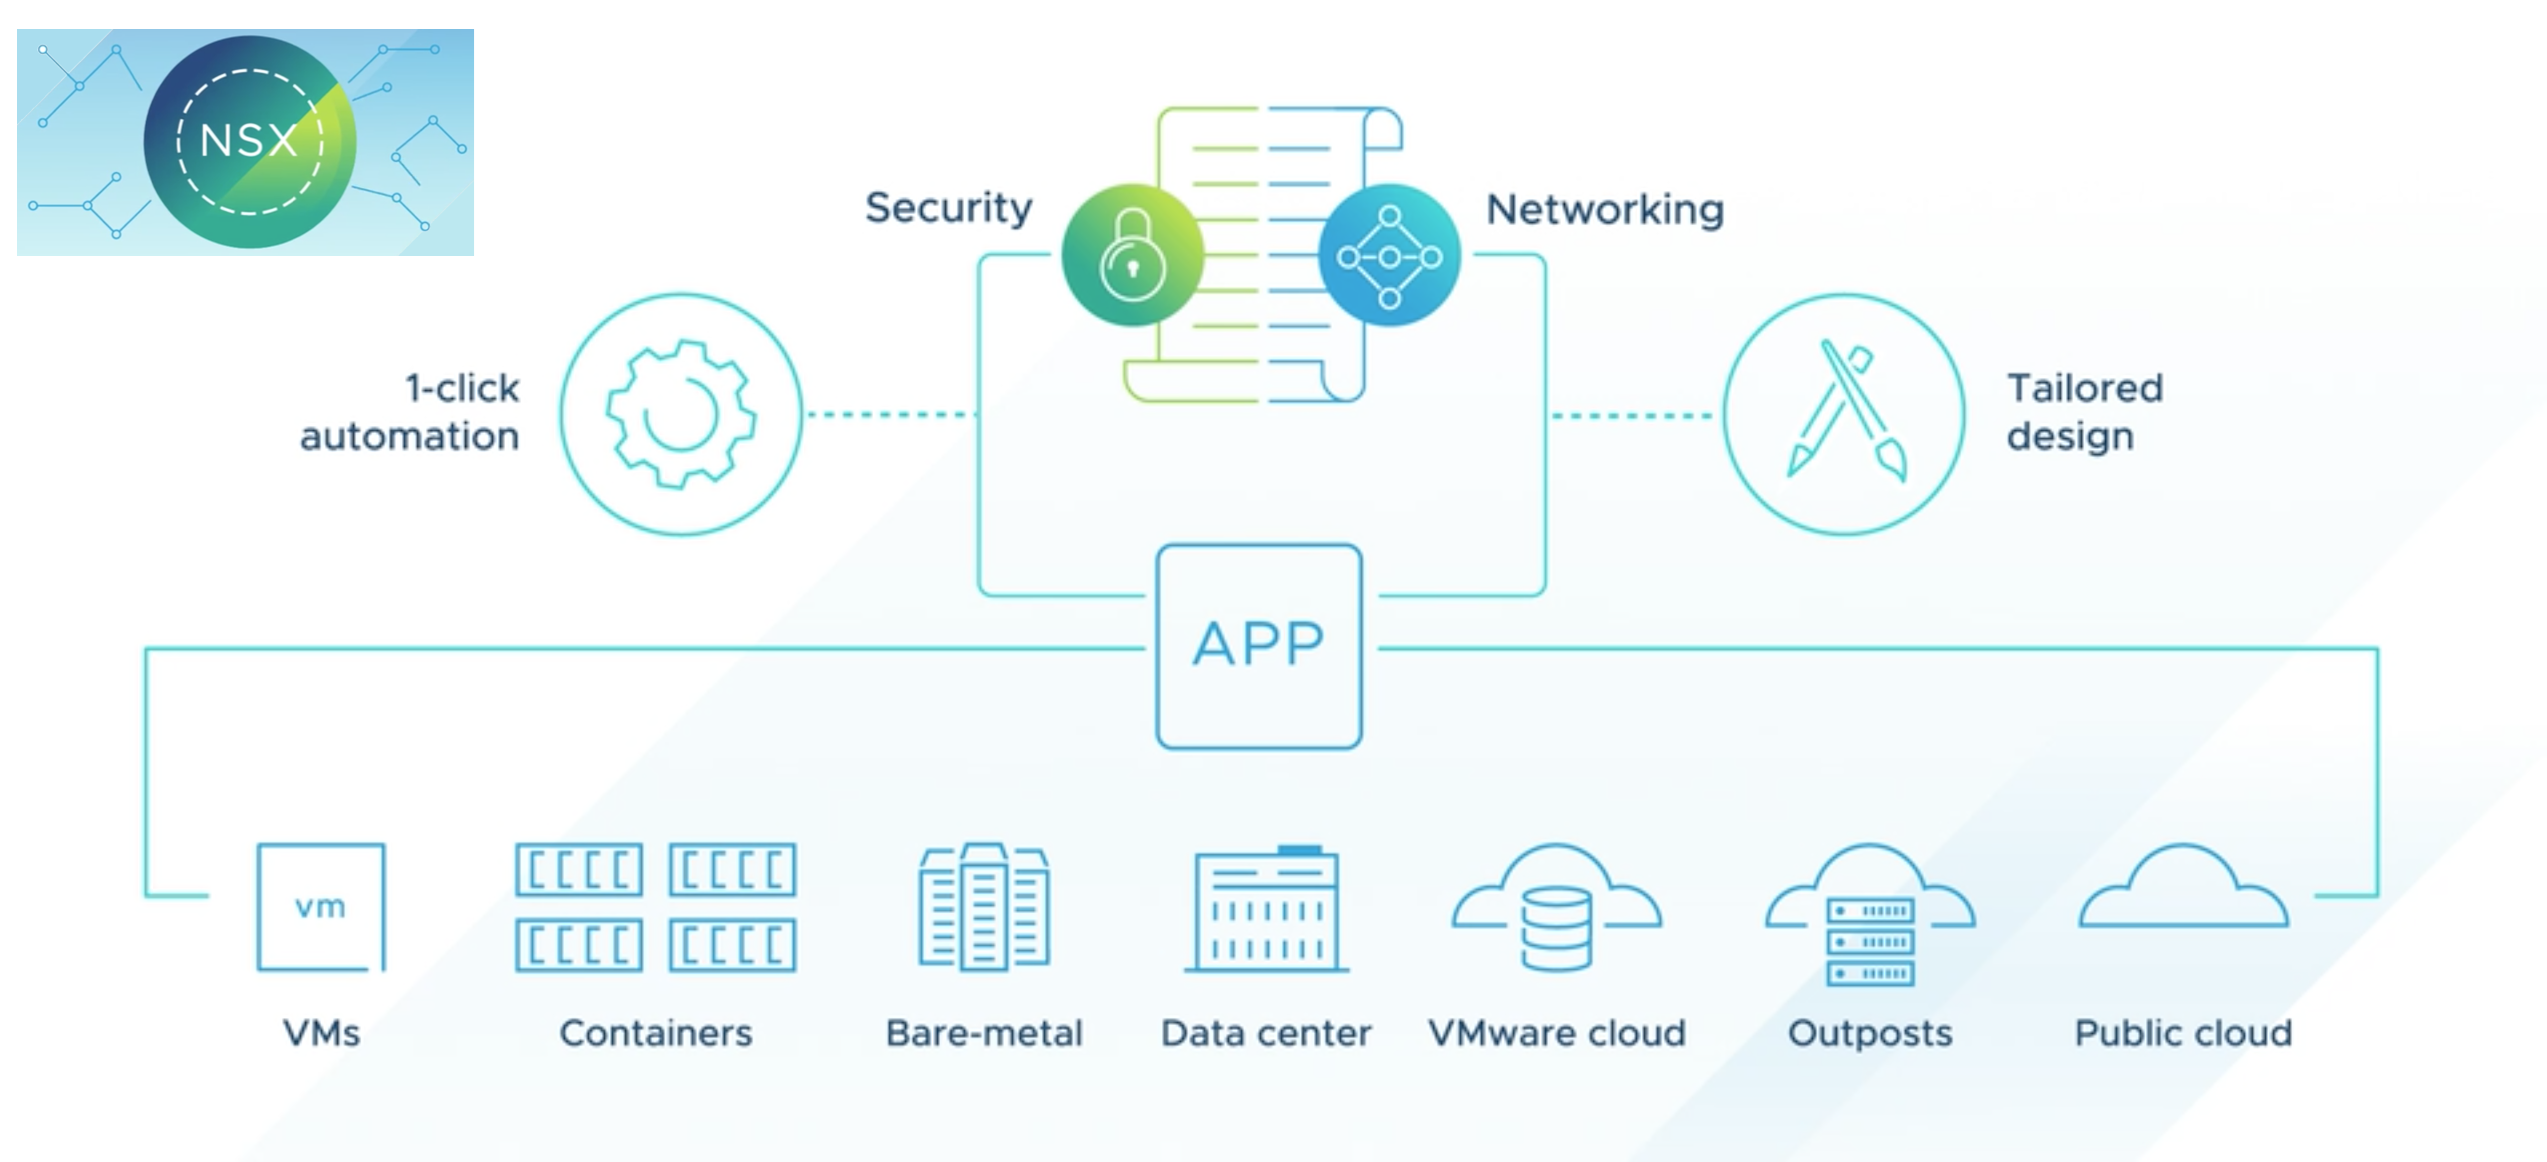 NSX
Security
Networking
1-click
automation
Tailored
design
APP
vm
VMs
Containers
Bare-metal
Data center
VMware cloud
Outposts
Public cloud